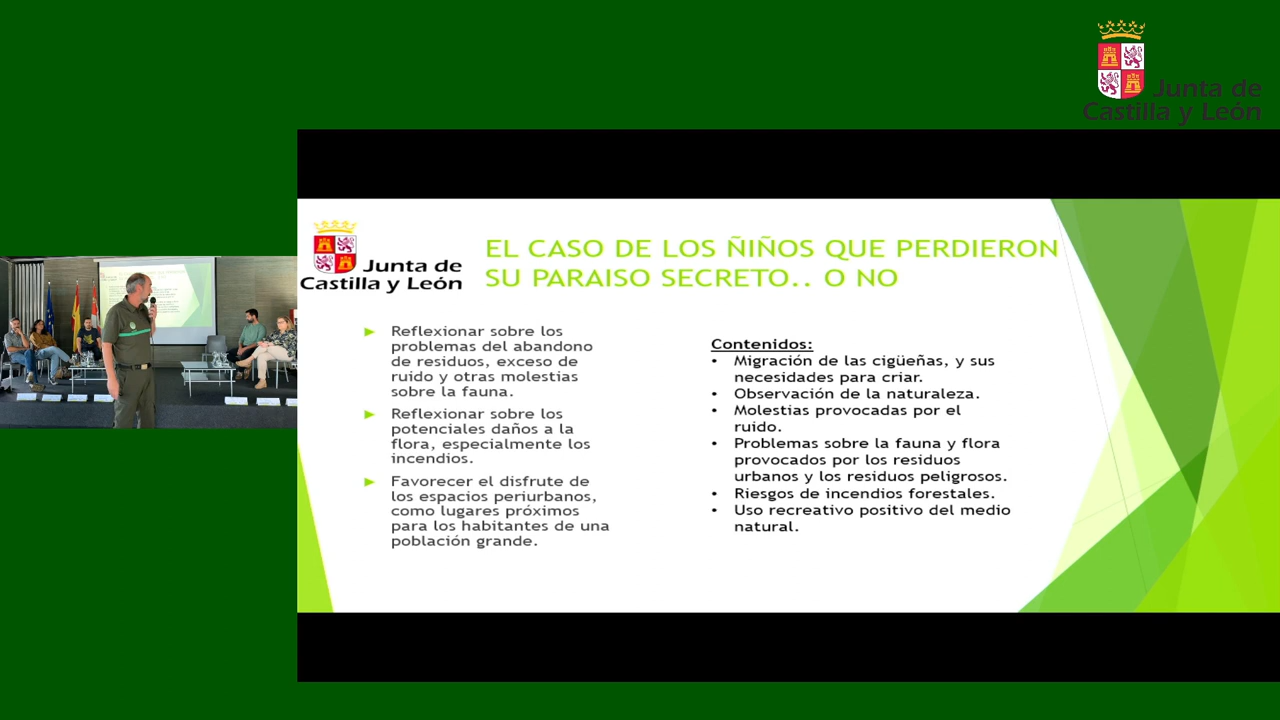 Junta de
Castilla y León
Junta de
Castilla y León
EL CASO DE LOS ÑIÑOS QUE PERDIERON
SU PARAISO SECRETO.. O NO
Reflexionar sobre los
problemas del abandono
de residuos, exceso de
ruido y otras molestias
sobre la fauna.
Reflexionar sobre los
potenciales daños a la
flora, especialmente los
incendios.
Favorecer el disfrute de
los espacios periurbanos,
como lugares próximos
para los habitantes de una
población grande.
Contenidos:
• Migración de las cigüeñas, y sus
necesidades para criar.
• Observación de la naturaleza.
• Molestias provocadas por el
ruido.
• Problemas sobre la fauna y flora
provocados por los residuos
urbanos y los residuos peligrosos.
• Riesgos de incendios forestales.
• Uso recreativo positivo del medio
natural.